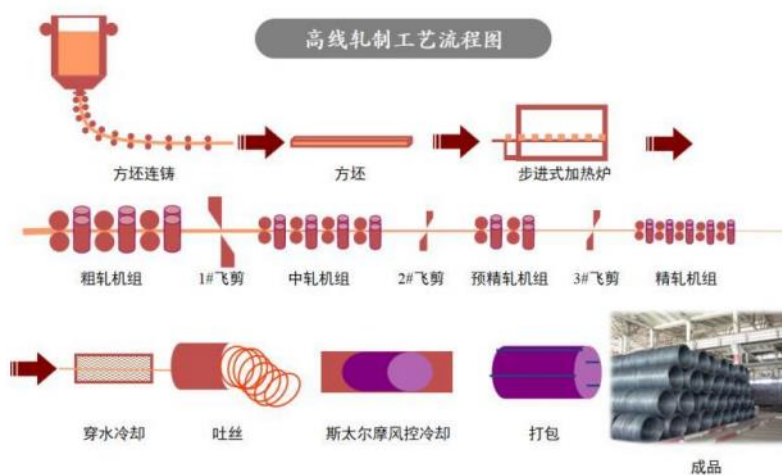 高线轧制工艺流程图
方坯连铸
方坯
步进式加热炉
粗轧机组
1#飞剪
中轧机组
2#飞剪
预精轧机组
3#飞剪
精轧机组
穿水冷却
吐丝
斯太尔摩风控冷却
打包
成品